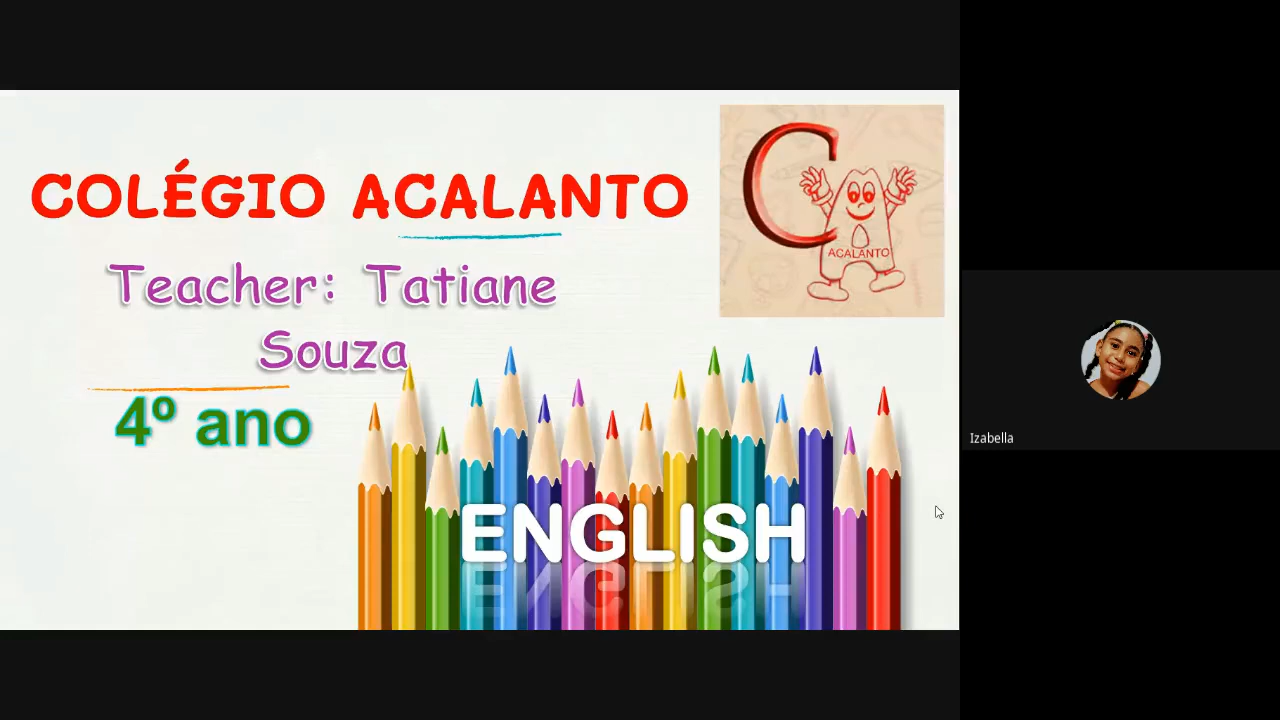 COLÉGIO ACALANTO
Teacher: Tatiane
Souza
4º ano
ENGLISH
C
ACALANTO
Izabella